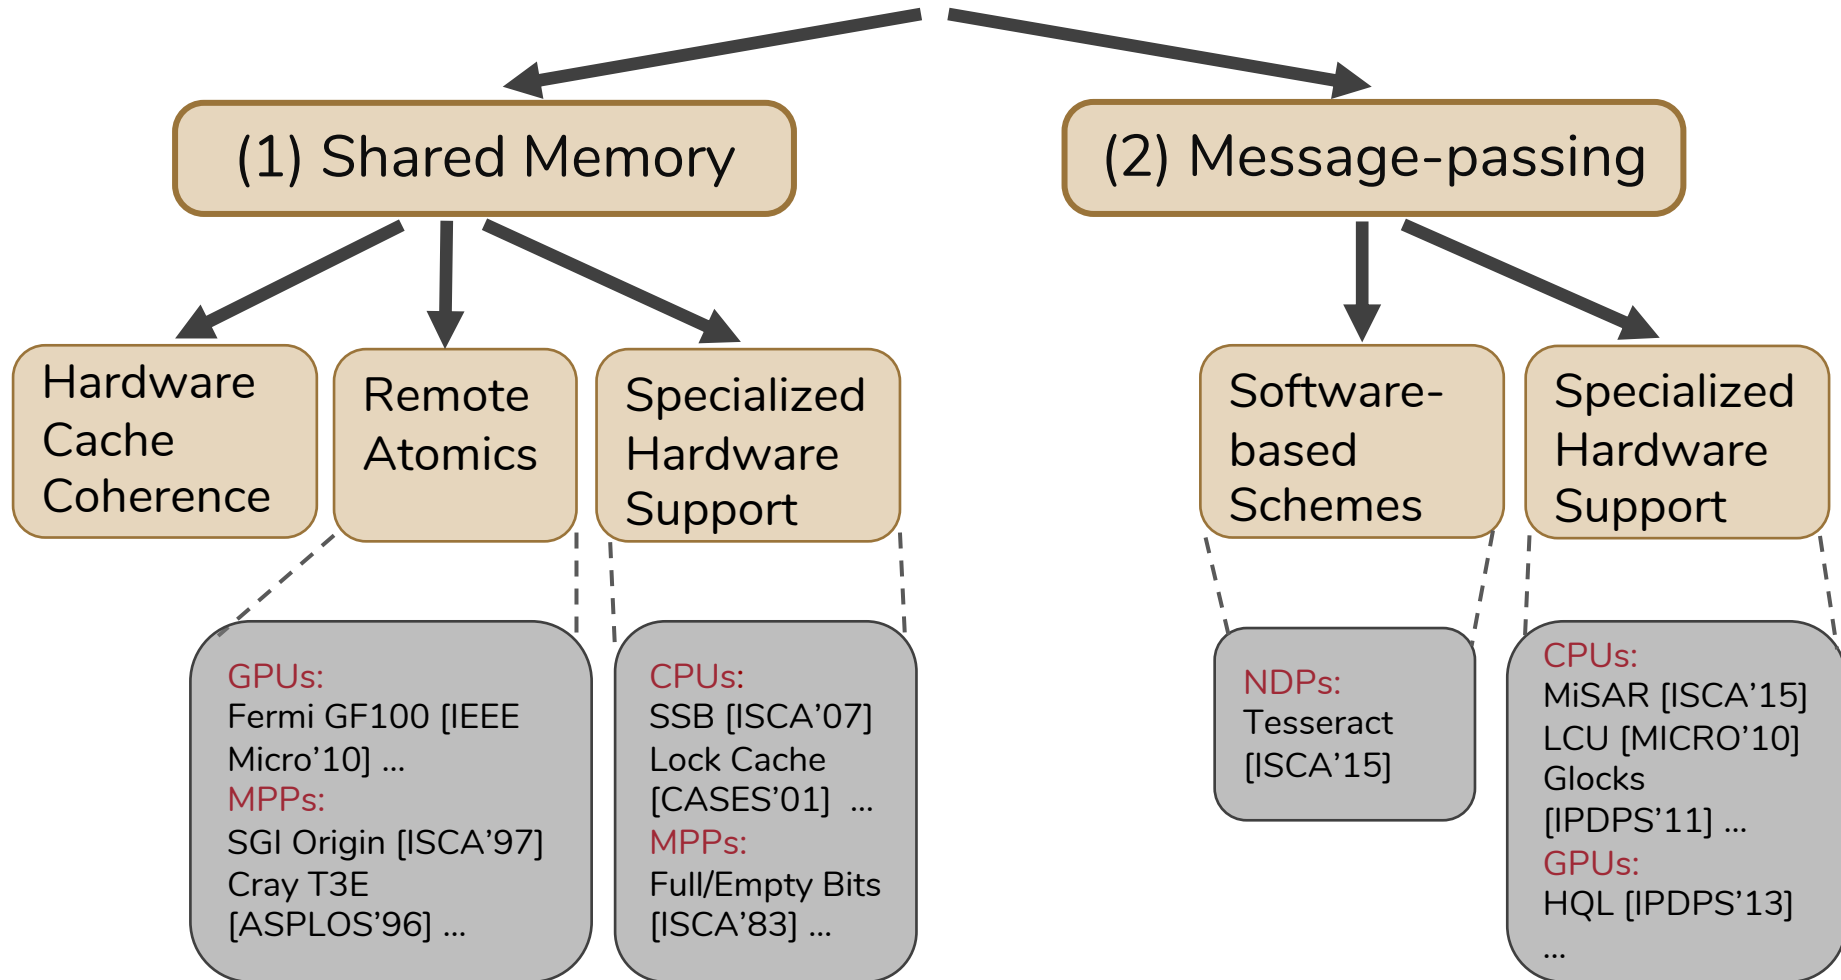 (1) Shared Memory
(2) Message-passing
Hardware
Cache
Coherence
Remote
Atomics
Specialized
Hardware
Support
Software-
based
Schemes
Specialized
Hardware
Support
GPUs:
Fermi GF100 [IEEE
Micro’10] ...
MPPs:
SGI Origin [ISCA’97]
Cray T3E
[ASPLOS’96] ...
CPUs:
SSB [ISCA’07]
Lock Cache
[CASES’01] ...
MPPs:
Full/Empty Bits
[ISCA’83] ...
NDPs:
Tesseract
[ISCA’15]
CPUs:
MiSAR [ISCA’15]
LCU [MICRO’10]
Glocks
[IPDPS’11] ...
GPUs:
HQL [IPDPS’13]
...